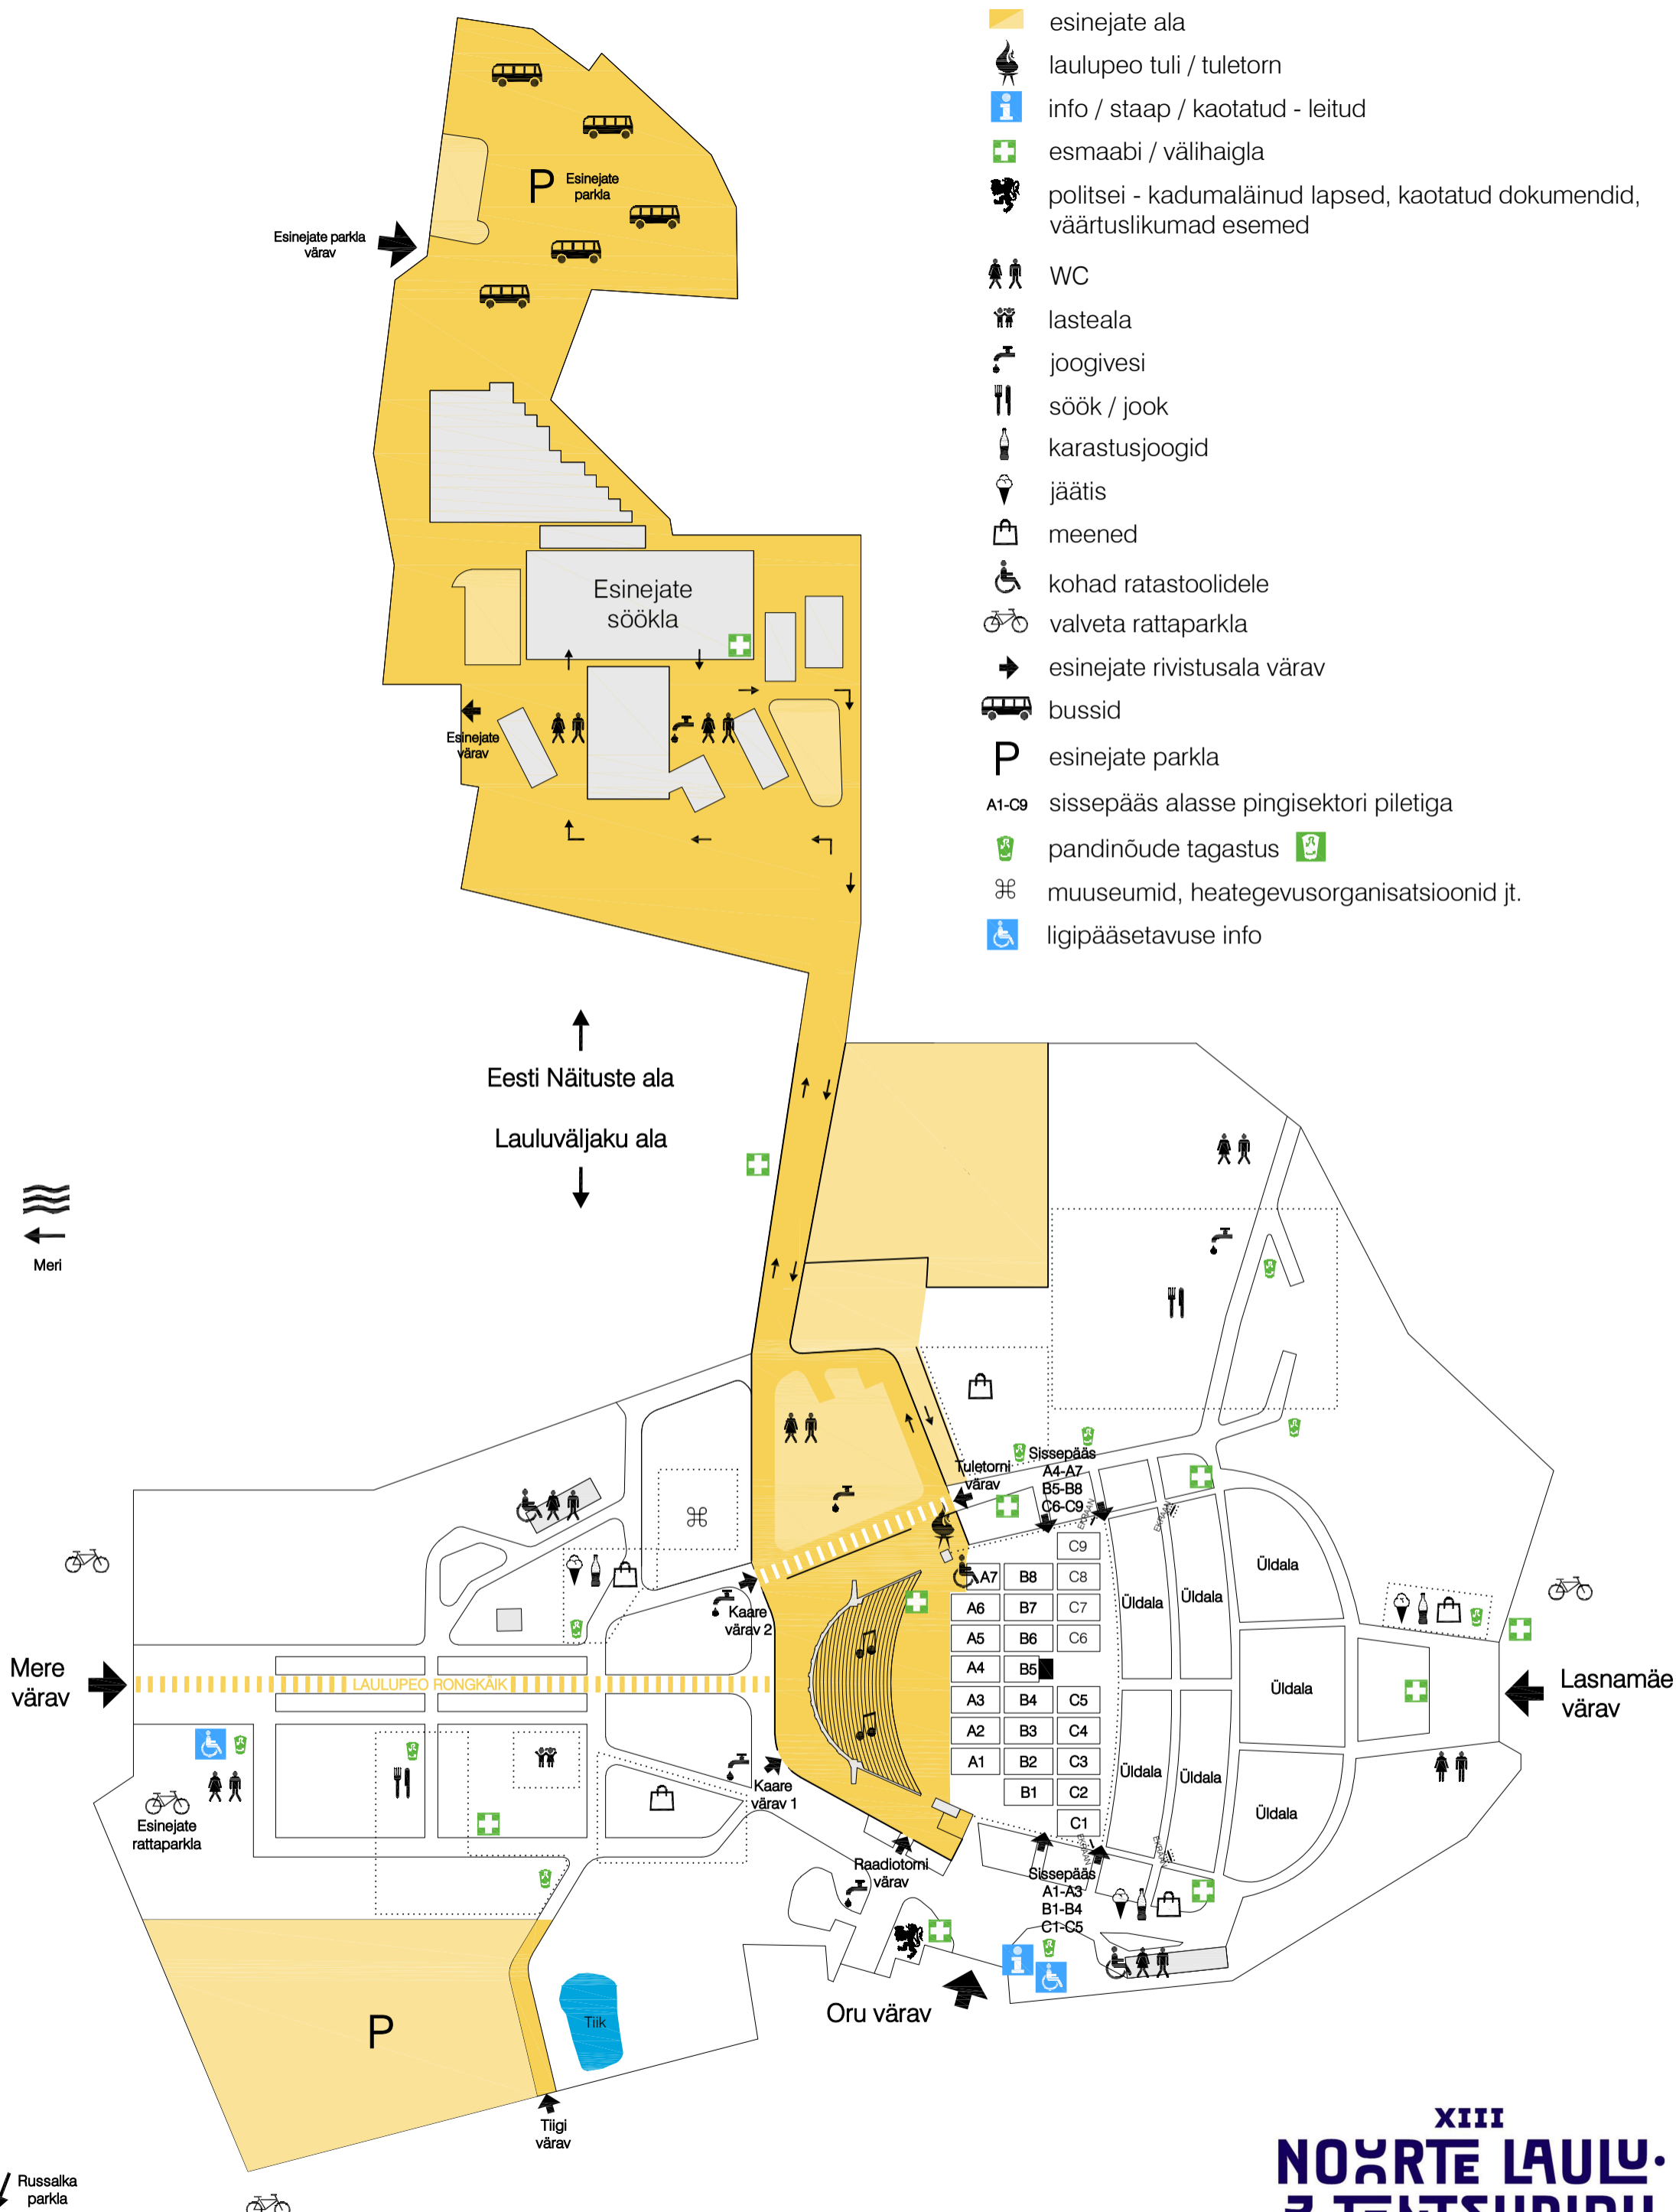 esinejate ala
laulupeo tuli / tuletorn
info / staap / kaotatud - leitud
esmaabi / välihaigla
politsei - kadumaläinud lapsed, kaotatud dokumendid,
väärtuslikumad esemed
WC
lasteala
joogivesi
söök / jook
karastusjoogid
jäätis
meened
kohad ratastoolidele
valveta rattaparkla
esinejate rivistusala värav
bussid
P esinejate parkla
A1-C9 sissepääs alasse pingisektori piletiga
pandinõude tagastus
muuseumid, heategevusorganisatsioonid jt.
ligipääsetavuse info
P Esinejate
parkla
Esinejate parkla
värav
Esinejate
söökla
Esinejate
värav
Eesti Näituste ala
Lauluväljaku ala
Meri
Tuletorni
värav
Sissepääs
A4-A7
B5-B8
C6-C9
EKRAAN
EKRAAN
C9
A7 B8 C8
A6 B7 C7
A5 B6 C6
A4 B5
A3 B4 C5
A2 B3 C4
A1 B2 C3
B1 C2
C1
Üldala
Üldala
Üldala
Üldala
Üldala
Üldala
Üldala
Kaare
värav 2
Mere
värav
LAULUPEO RONGKÄIK
Lasnamäe
värav
Kaare
värav 1
Esinejate
rattaparkla
Raadiotorni
värav
EKRAAN
EKRAAN
Sissepääs
A1-A3
B1-B4
C1-C5
Oru värav
P
Tiik
Tiigi
värav
Russalka
parkla
XIII
NOORTE LAULU-